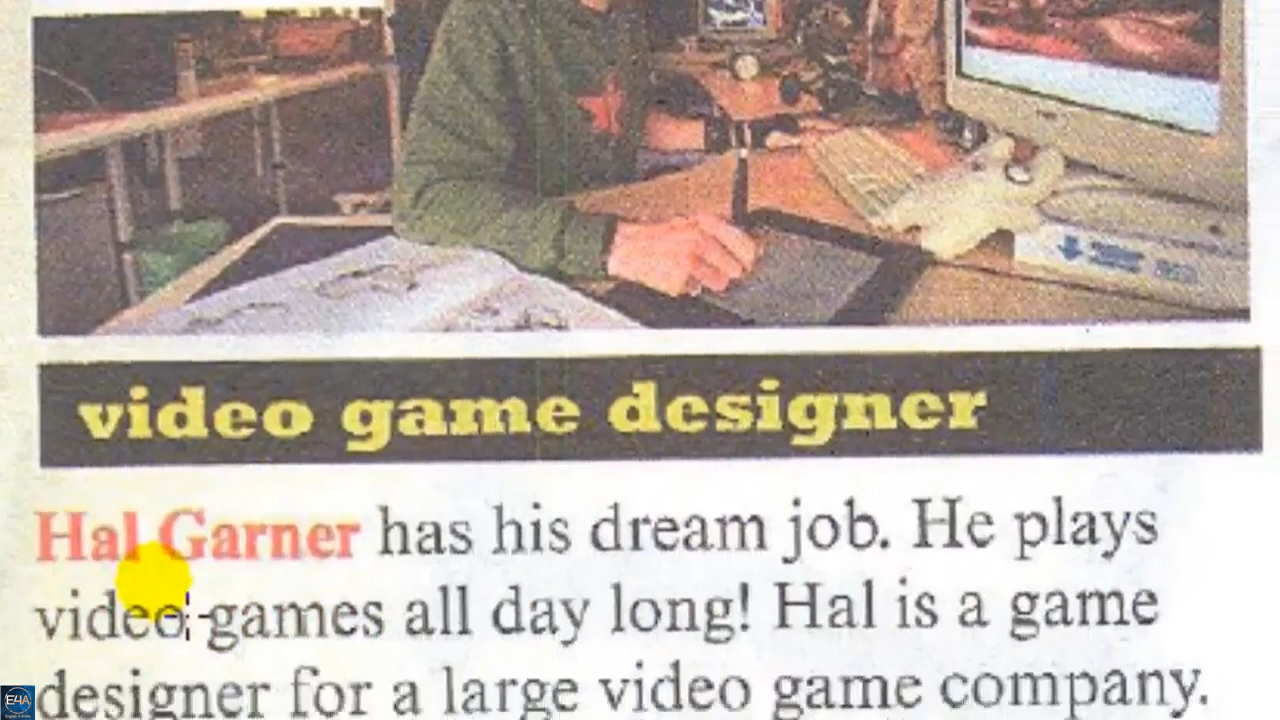 video game designer
Hal Garner has his dream job. He plays
video games all day long! Hal is a game
designer for a large video game company.
E4A